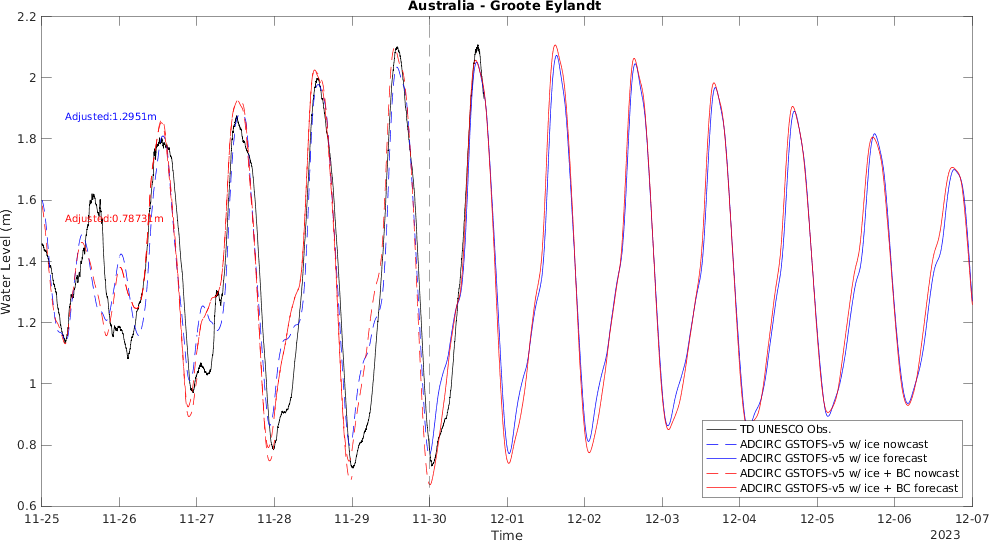 Australia - Groote Eylandt
2.2
2
1.8
1.6
1.4
1.2
1
0.8
0.6
Water Level (m)
Adjusted:1.2951m
Adjusted:0.78731m
TD UNESCO Obs.
ADCIRC GSTOFS-v5 w/ ice nowcast
ADCIRC GSTOFS-v5 w/ ice forecast
ADCIRC GSTOFS-v5 w/ ice + BC nowcast
ADCIRC GSTOFS-v5 w/ ice + BC forecast
11-25 11-26 11-27 11-28 11-29 11-30 12-01 12-02 12-03 12-04 12-05 12-06 12-07
Time
2023